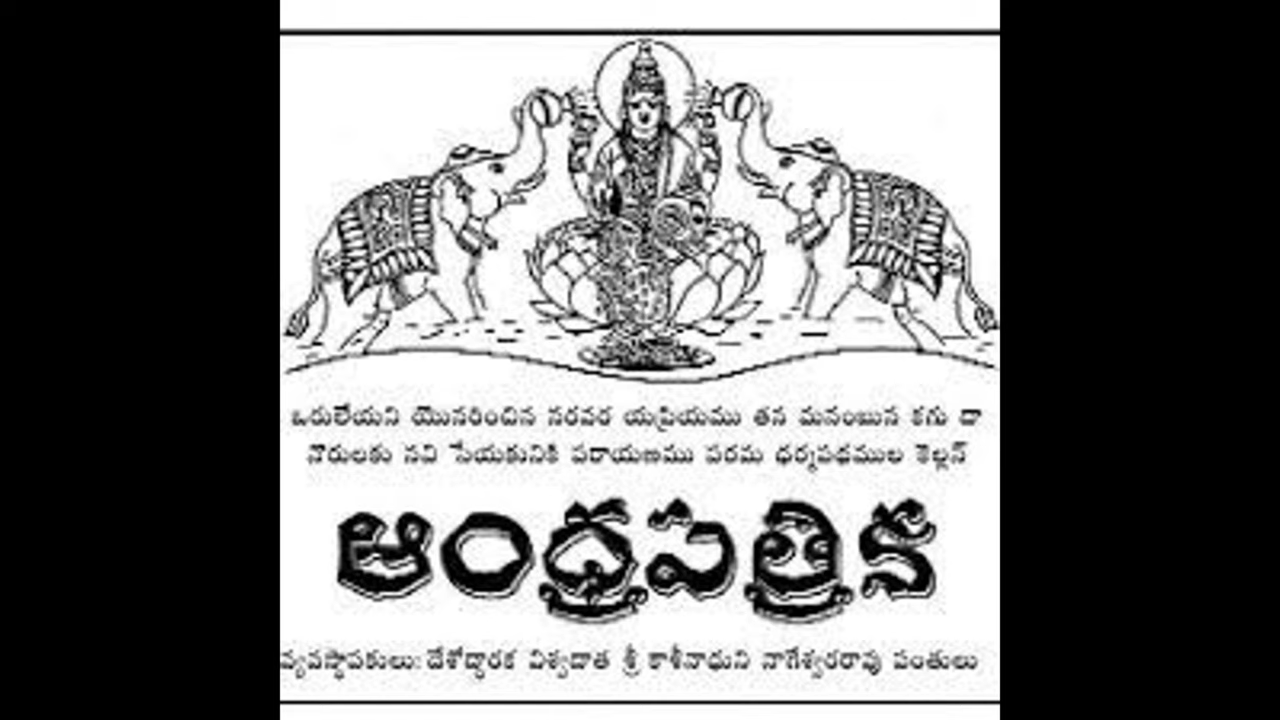 ఒరులేయని యొనరించిన నరవర యప్రియము తన మనంబున కగు దా
నొరులకు నవి సేయకునికి పరాయణము పరమ ధర్మపథముల కెల్లన్
ఆంధ్రపత్రిక
వ్యవస్థాపకులు: దేశోద్ధారక విశ్వదాత శ్రీ కాశీనాథుని నాగేశ్వరరావు పంతులు